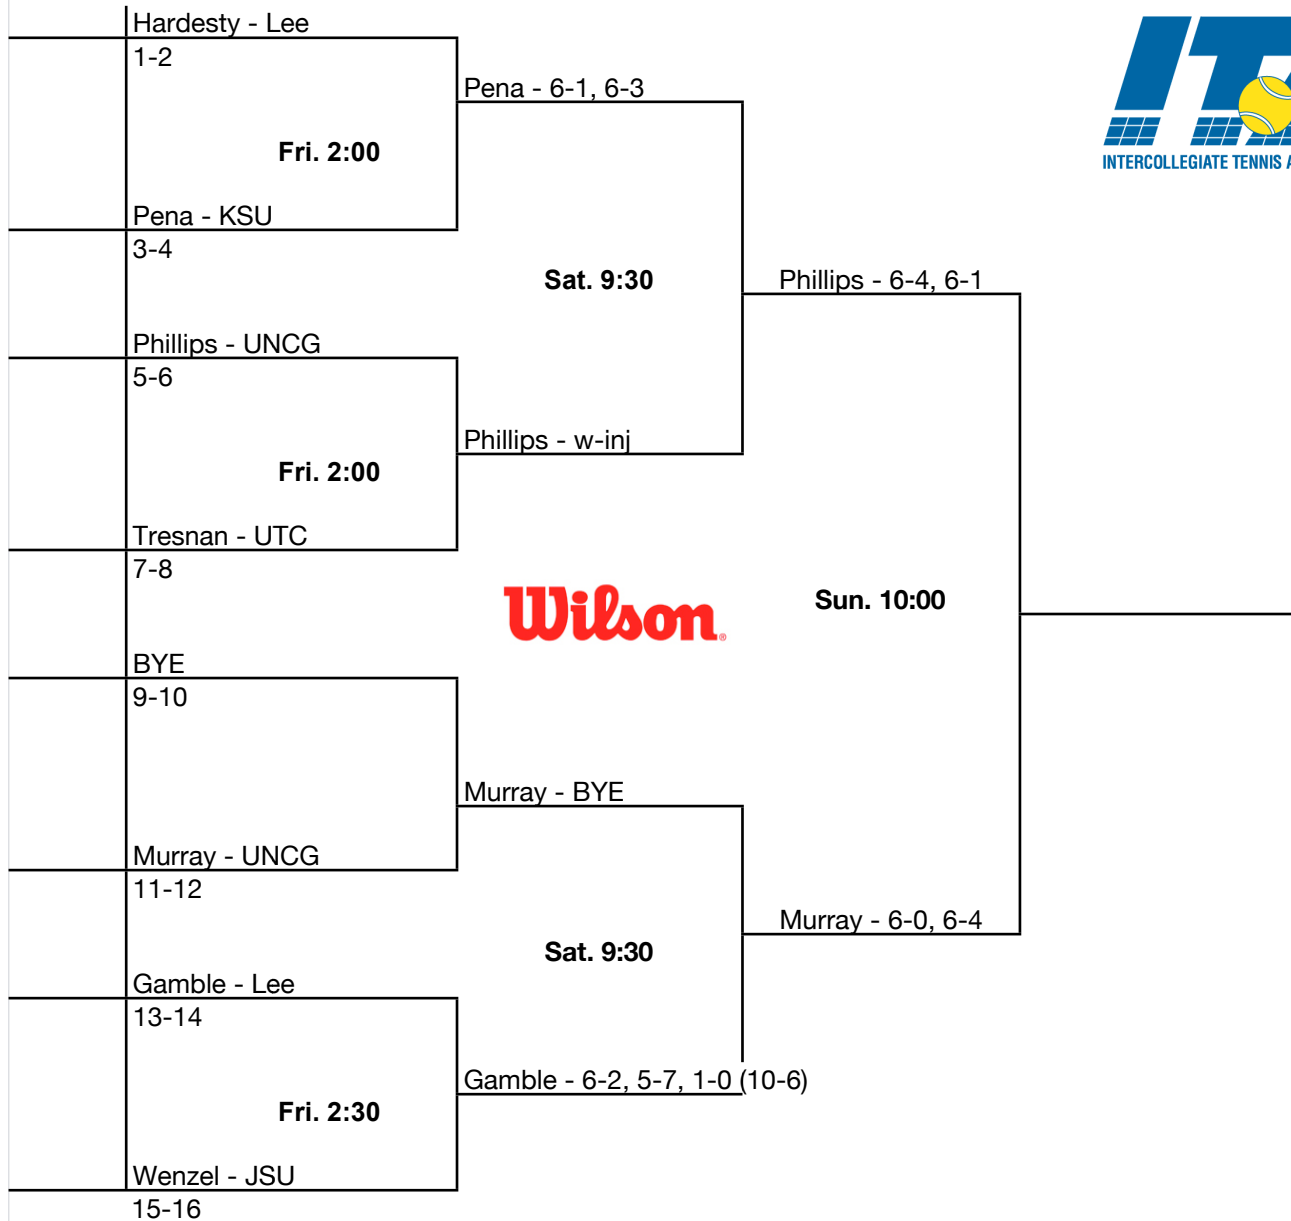 Hardesty - Lee
1-2
Pena - 6-1, 6-3
Fri. 2:00
INTERCOLLEGIATE TENNIS A
Pena - KSU
3-4
Sat. 9:30
Phillips - 6-4, 6-1
Phillips - UNCG
5-6
Phillips - w-inj
Fri. 2:00
Tresnan - UTC
7-8
Wilson®
Sun. 10:00
BYE
9-10
Murray - BYE
Murray - UNCG
11-12
Murray - 6-0, 6-4
Sat. 9:30
Gamble - Lee
13-14
Gamble - 6-2, 5-7, 1-0 (10-6)
Fri. 2:30
Wenzel - JSU
15-16